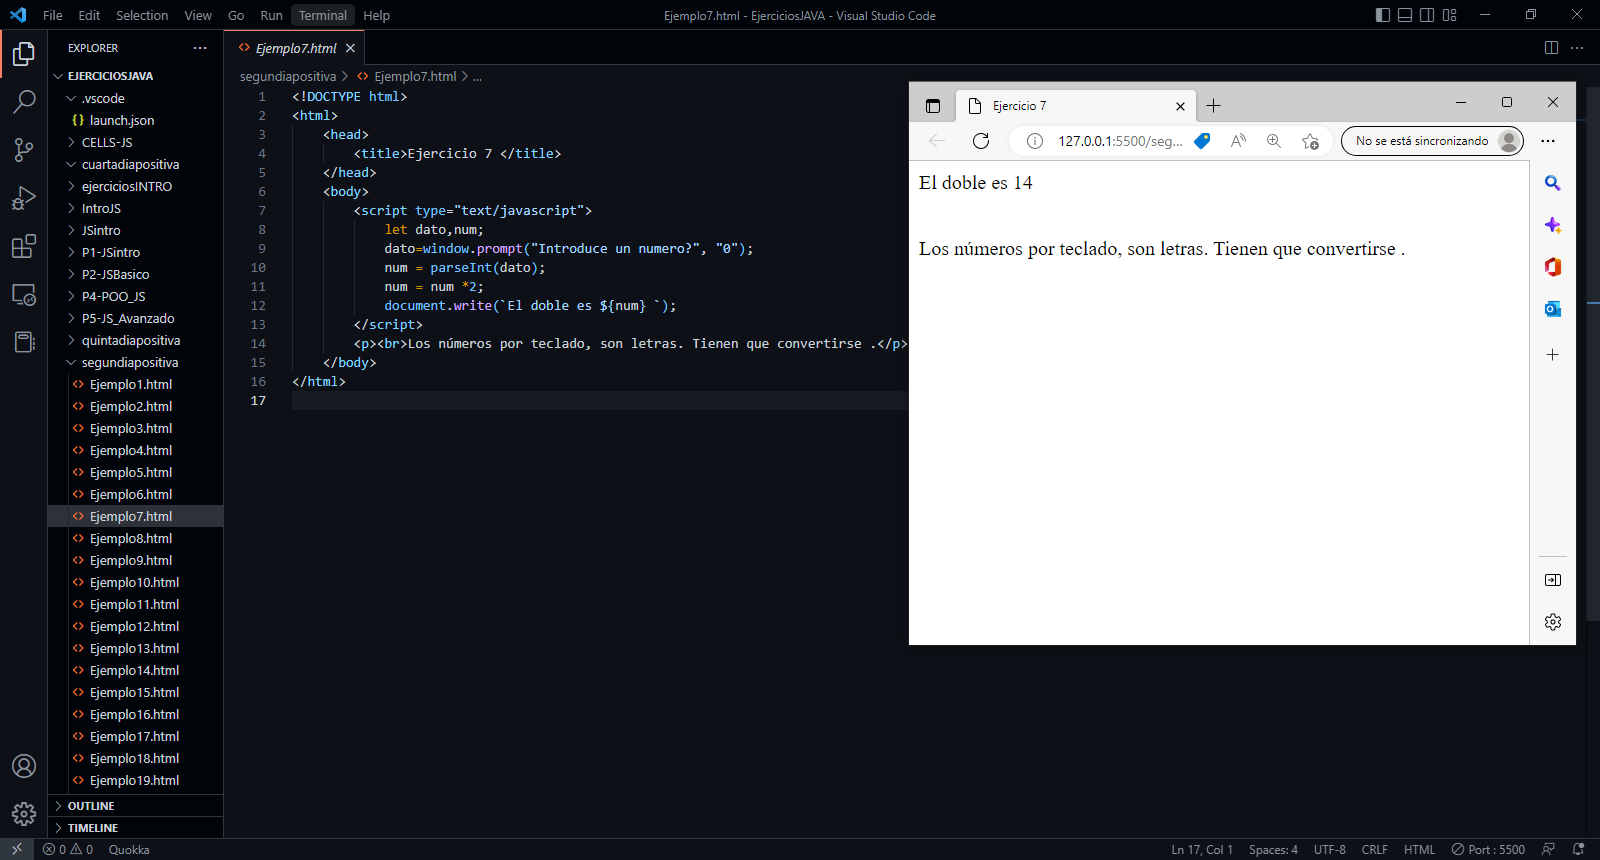 File Edit Selection View Go Run Terminal Help
Ejemplo7.html - EjerciciosJAVA - Visual Studio Code
EXPLORER
EJERCICIOSJAVA
.vscode
launch.json
CELLS-JS
cuartadiapositiva
ejerciciosINTRO
IntroJS
JSintro
P1-JSintro
P2-JSBasico
P4-POO_JS
P5-JS_Avanzado
quintadiapositiva
segundiapositiva
Ejemplo1.html
Ejemplo2.html
Ejemplo3.html
Ejemplo4.html
Ejemplo5.html
Ejemplo6.html
Ejemplo7.html
Ejemplo8.html
Ejemplo9.html
Ejemplo10.html
Ejemplo11.html
Ejemplo12.html
Ejemplo13.html
Ejemplo14.html
Ejemplo15.html
Ejemplo16.html
Ejemplo17.html
Ejemplo18.html
Ejemplo19.html
OUTLINE
TIMELINE
Ejemplo7.html
segundiapositiva > Ejemplo7.html > ...
1 <!DOCTYPE html>
2 <html>
3 <head>
4 <title>Ejercicio 7 </title>
5 </head>
6 <body>
7 <script type="text/javascript">
8 let dato,num;
9 dato=window.prompt("Introduce un numero?", "0");
10 num = parseInt(dato);
11 num = num *2;
12 document.write(`El doble es ${num} `);
13 </script>
14 <p><br>Los números por teclado, son letras. Tienen que convertirse .</p>
15 </body>
16 </html>
17
Ejercicio 7
127.0.0.1:5500/seg...
No se está sincronizando
El doble es 14
Los números por teclado, son letras. Tienen que convertirse .
0 0 Quokka
Ln 17, Col 1 Spaces: 4 UTF-8 CRLF HTML Port : 5500